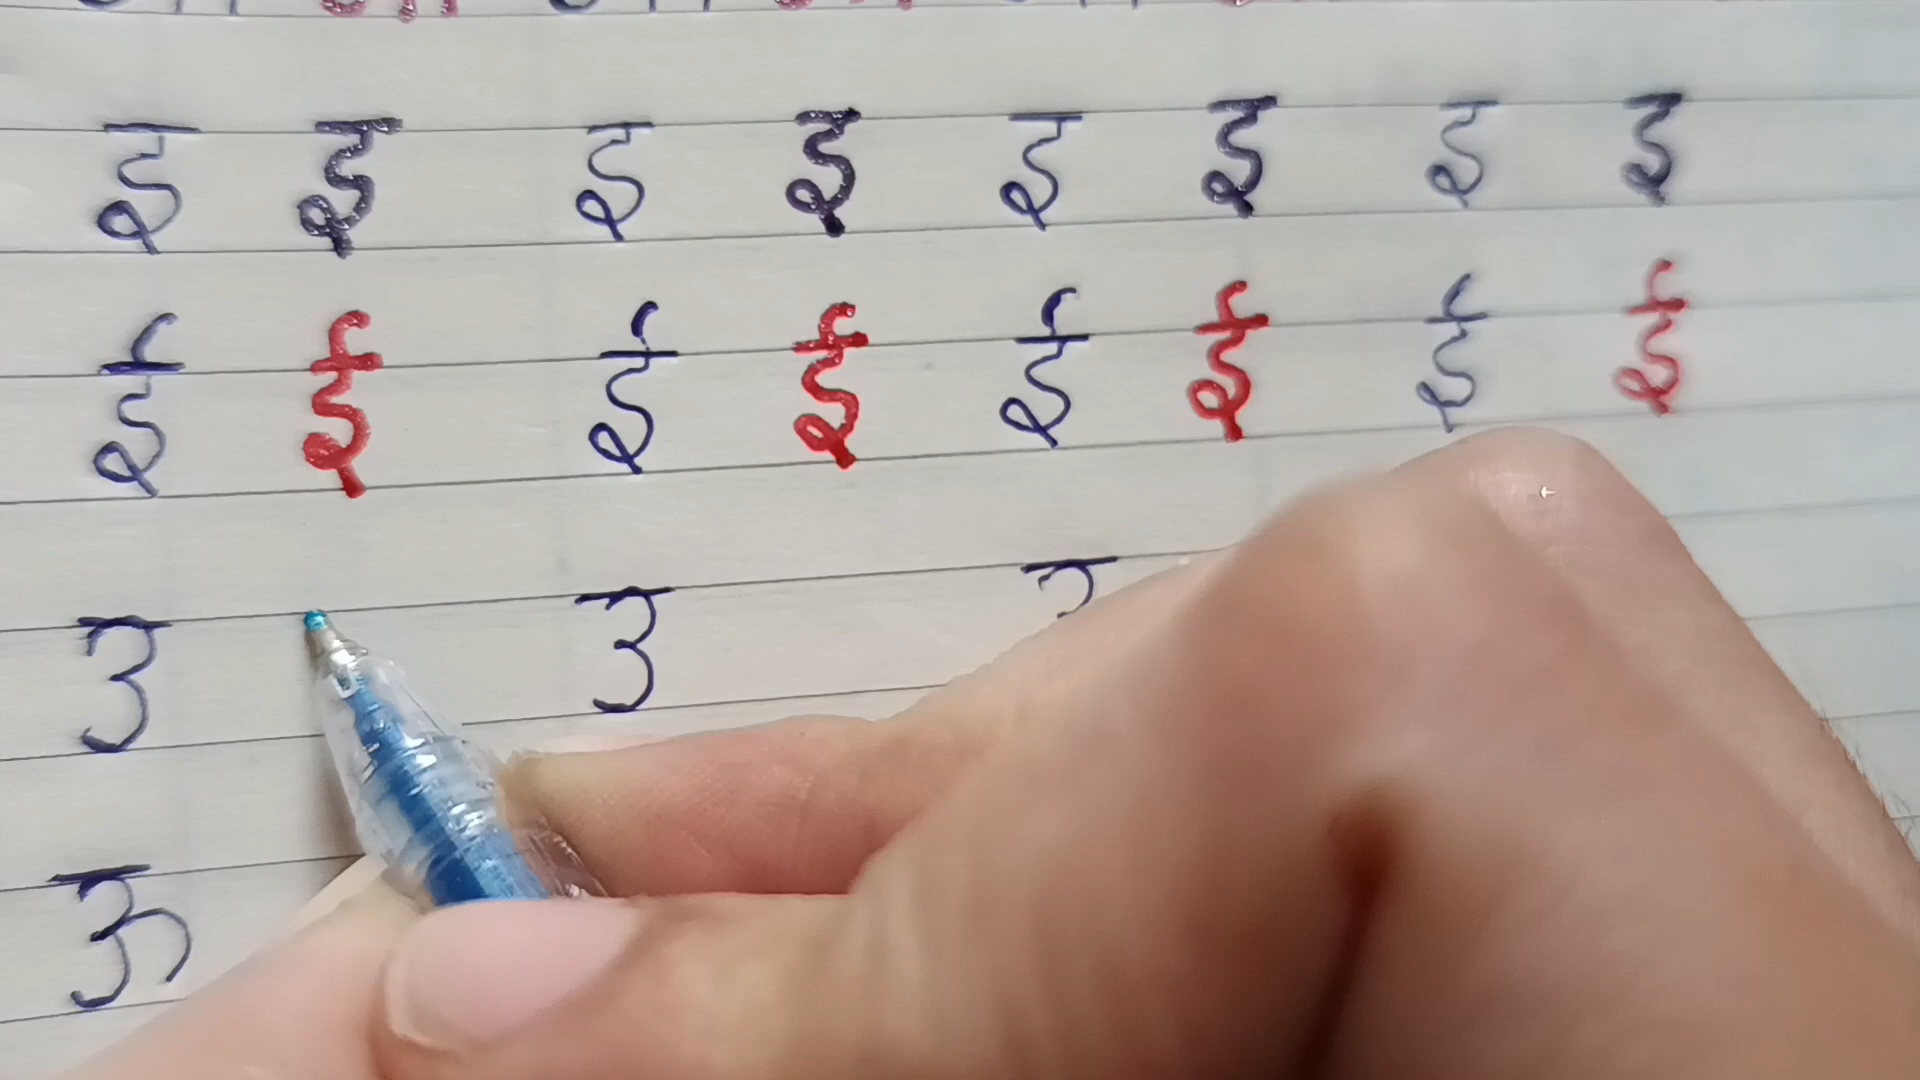 इ इ इ इ इ इ इ इ
ई ई ई ई ई ई ई ई
उ उ
ऊ